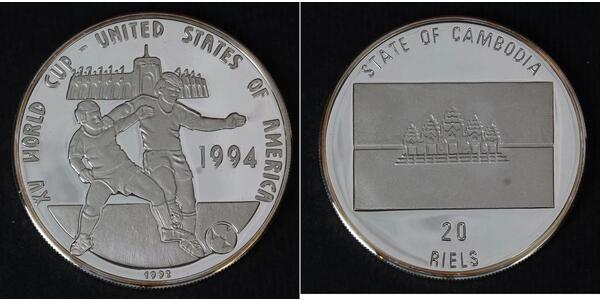 XV WORLD CUP - UNITED STATES OF AMERICA
1994
1992
STATE OF CAMBODIA
20
RIELS